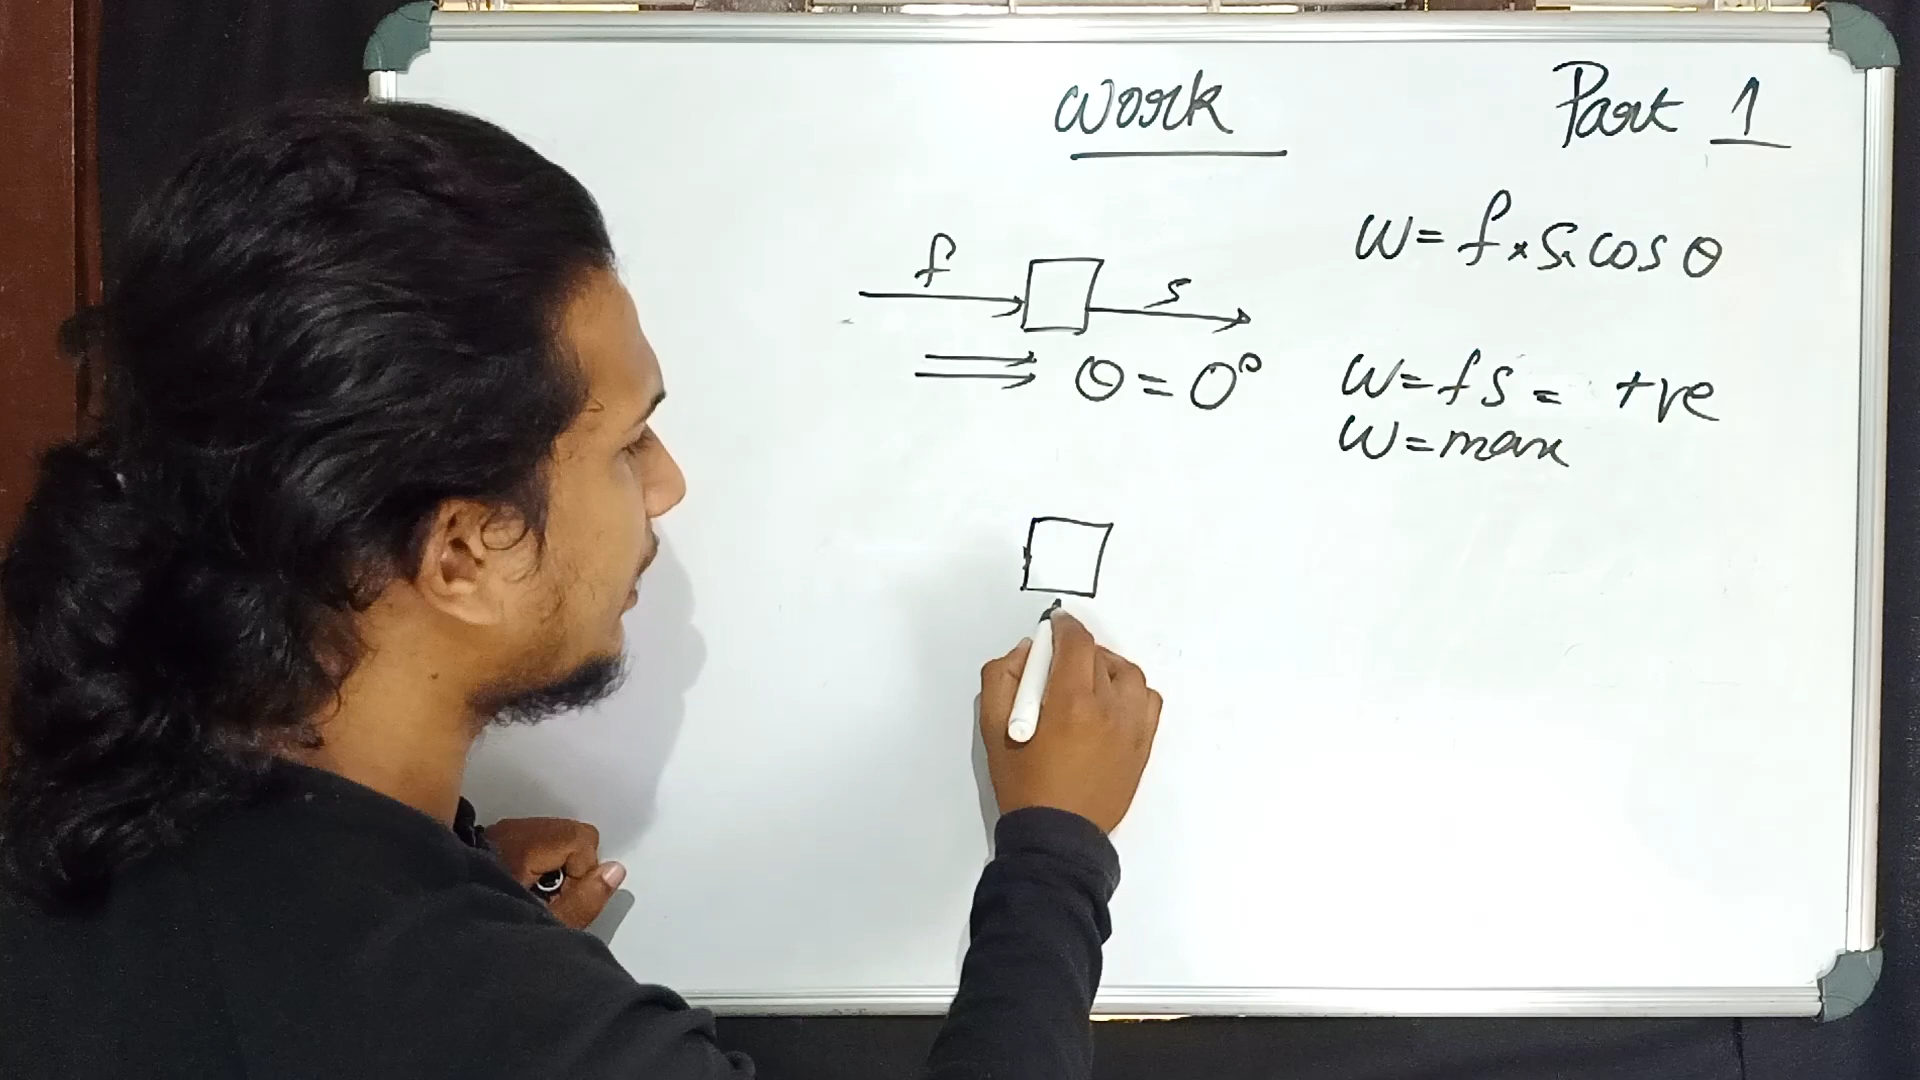 Work
Part 1
W = f × S cos θ
f
s
θ = 0°
W = fs = +ve
W = max